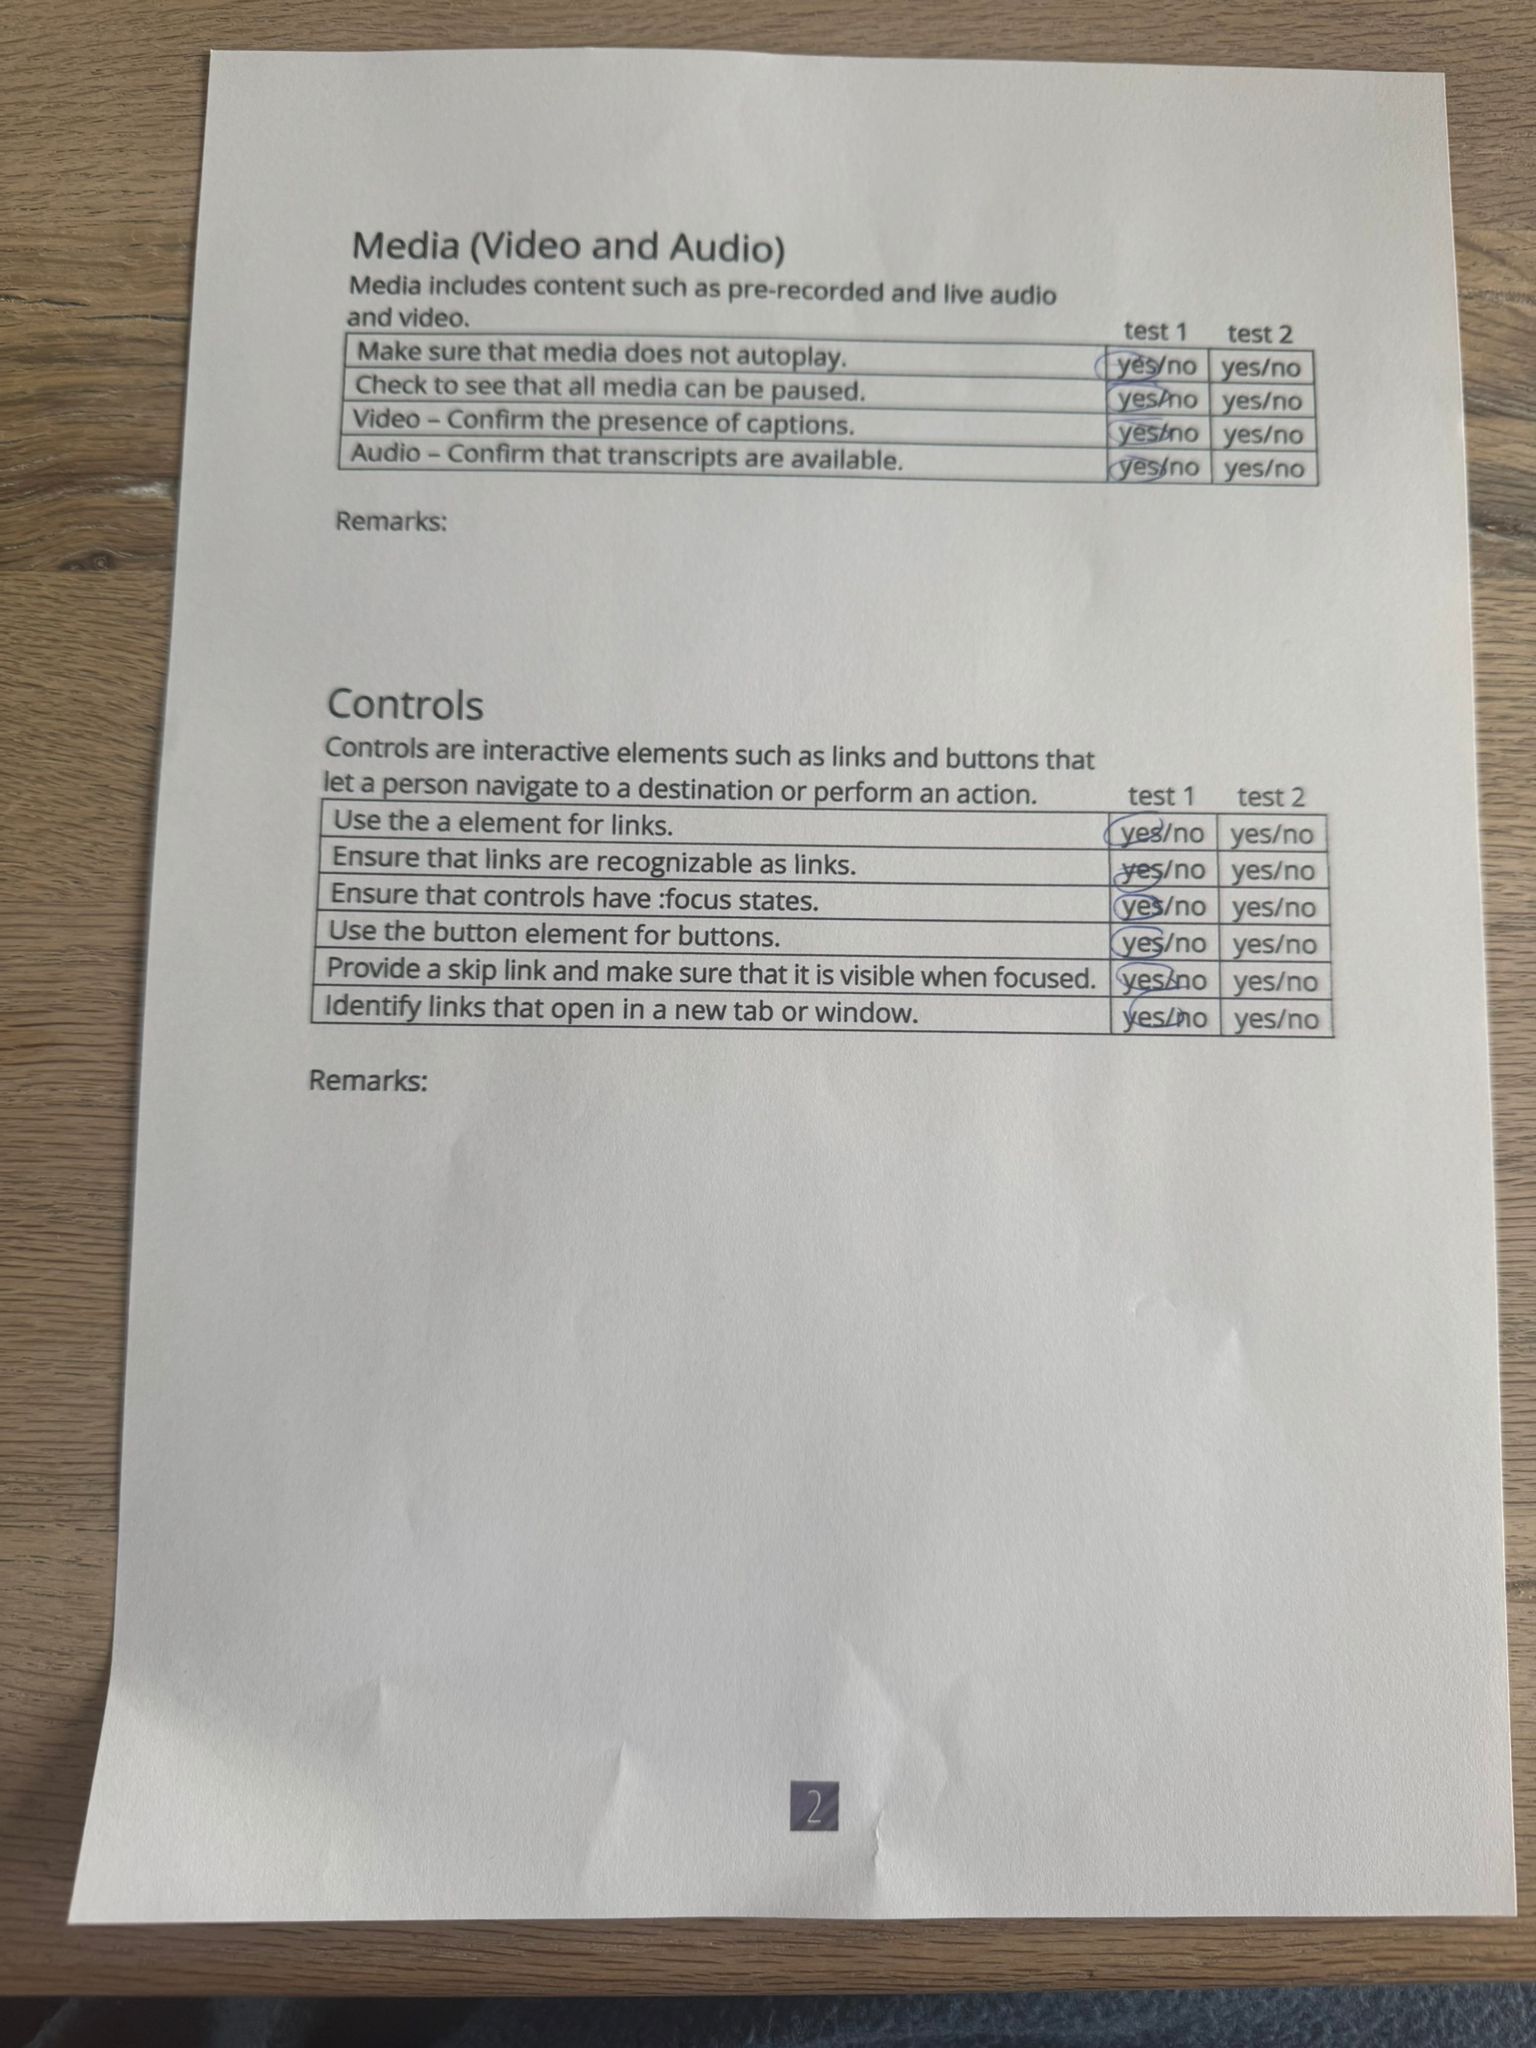 Media (Video and Audio)
Media includes content such as pre-recorded and live audio
and video.
test 1 test 2
Make sure that media does not autoplay. yes/no yes/no
Check to see that all media can be paused. yes/no yes/no
Video – Confirm the presence of captions. yes/no yes/no
Audio – Confirm that transcripts are available. yes/no yes/no
Remarks:
Controls
Controls are interactive elements such as links and buttons that
let a person navigate to a destination or perform an action.
test 1 test 2
Use the a element for links. yes/no yes/no
Ensure that links are recognizable as links. yes/no yes/no
Ensure that controls have :focus states. yes/no yes/no
Use the button element for buttons. yes/no yes/no
Provide a skip link and make sure that it is visible when focused. yes/no yes/no
Identify links that open in a new tab or window. yes/no yes/no
Remarks:
2